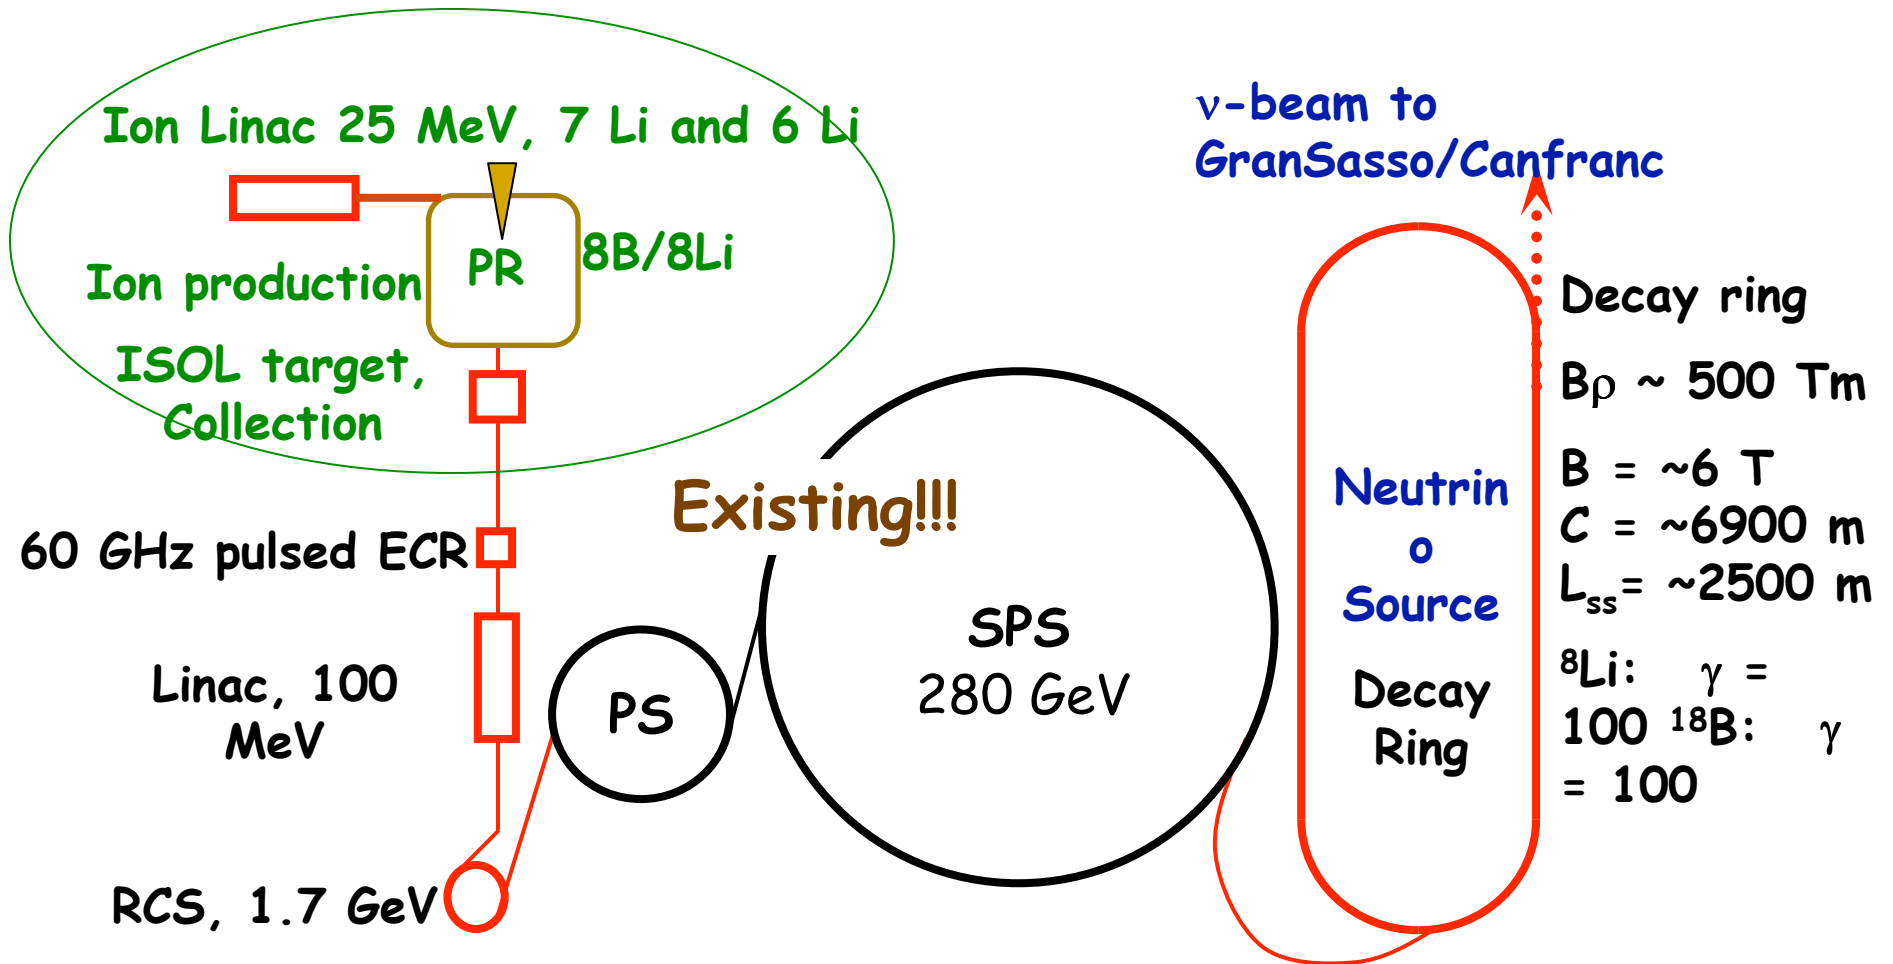 Ion Linac 25 MeV, 7 Li and 6 Li
PR
8B/8Li
Ion production
ISOL target,
Collection
60 GHz pulsed ECR
Linac, 100
MeV
RCS, 1.7 GeV
PS
Existing!!!
SPS
280 GeV
ν-beam to
GranSasso/Canfranc
Neutrin
o
Source
Decay
Ring
Decay ring
Bρ ~ 500 Tm
B = ~6 T
C = ~6900 m
Lss= ~2500 m
⁸Li: γ =
100 ¹⁸B: γ
= 100